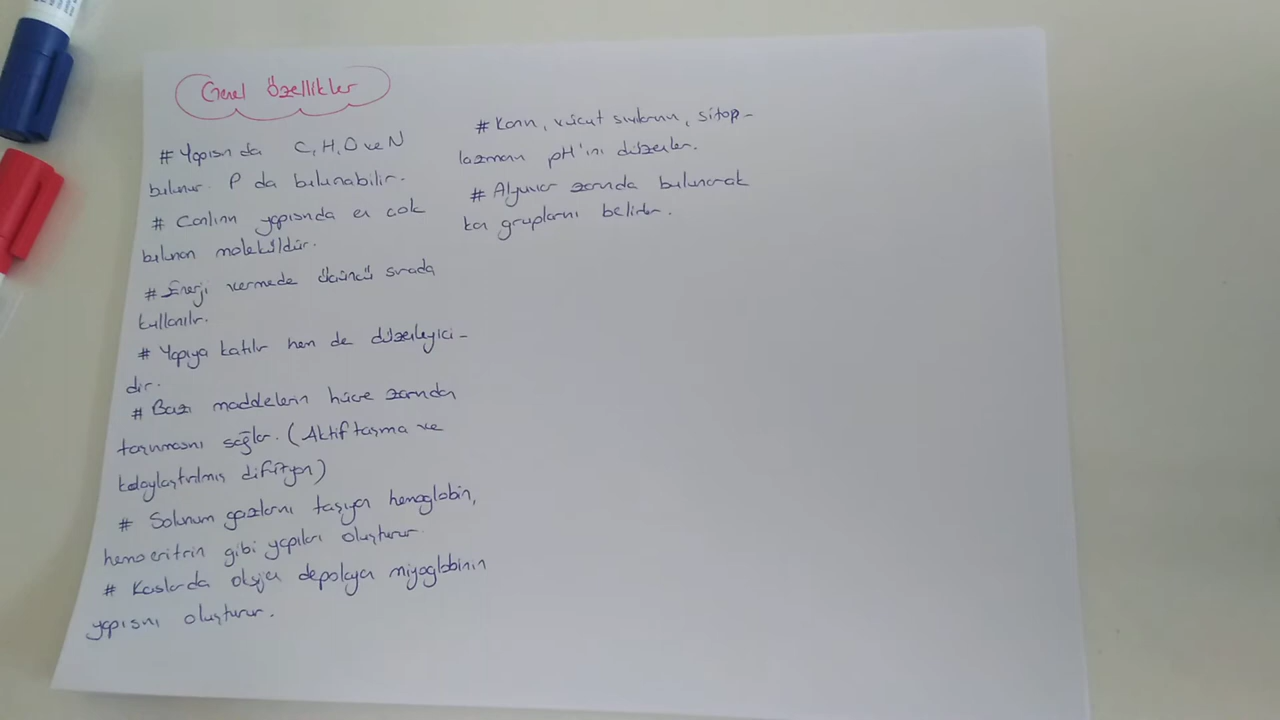 Genel Özellikler
# Yapısında C, H, O ve N
bulunur. P da bulunabilir.
# Canlının yapısında en çok
bulunan moleküldür.
# Enerji vermede üçüncü sırada
kullanılır.
# Yapıya katılır hem de düzenleyici-
dir.
# Bazı maddelerin hücre zarında
taşınmasını sağlar. (Aktif taşıma ve
kolaylaştırılmış difüzyon)
# Solunum gazlarını taşıyan hemoglobin,
hemoeritrin gibi yapıları oluşturur.
# Kaslarda oksijen depolayan miyoglobinin
yapısını oluşturur.
# Kanın, vücut sıvılarının, sitop-
lazmanın pH'ını düzenler.
# Alyuvar zarında bulunarak
kan gruplarını belirler.